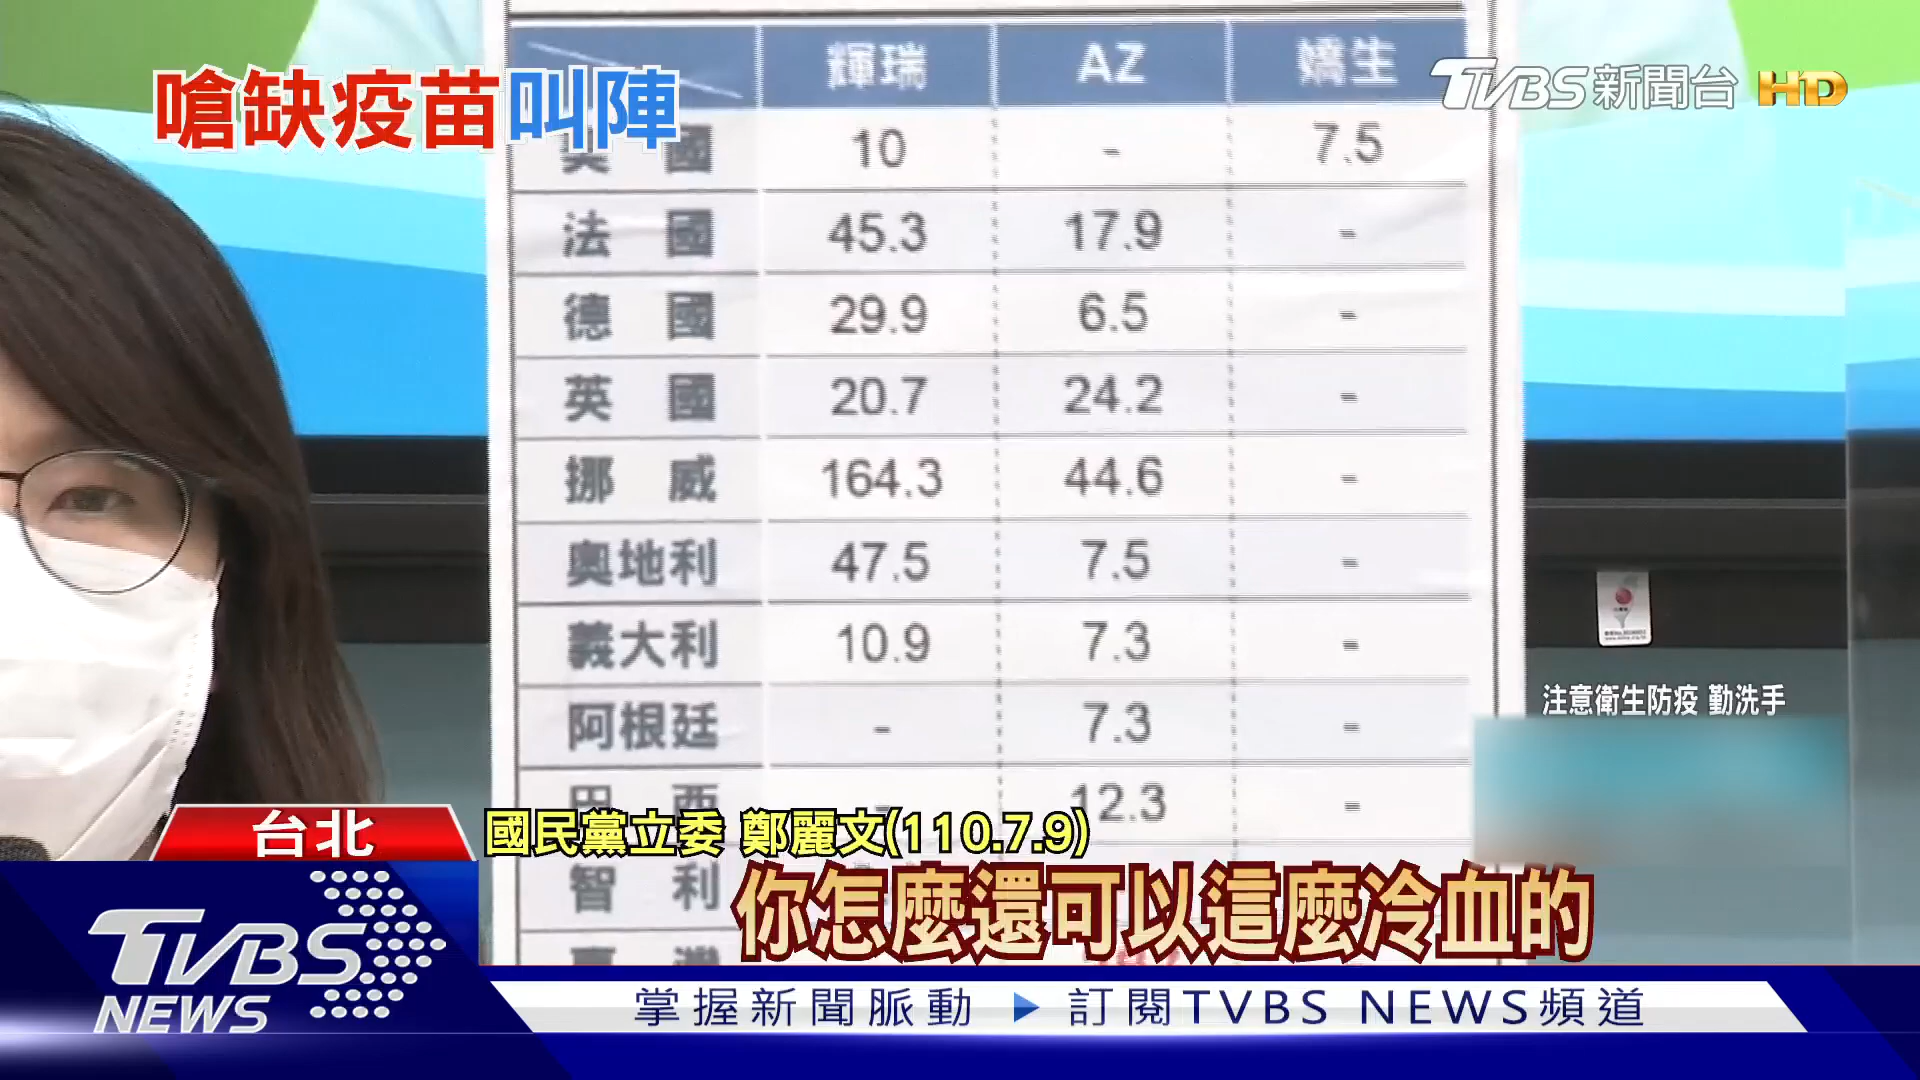 嗆缺疫苗叫陣
TVBS新聞台 HD
輝瑞 AZ 嬌生
美 國 10 - 7.5
法 國 45.3 17.9 -
德 國 29.9 6.5 -
英 國 20.7 24.2 -
挪 威 164.3 44.6 -
奧地利 47.5 7.5 -
義大利 10.9 7.3 -
阿根廷 - 7.3 -
巴 西 - 12.3 -
智 利
臺 灣
注意衛生防疫 勤洗手
台北
國民黨立委 鄭麗文(110.7.9)
你怎麼還可以這麼冷血的
TVBS
NEWS
掌握新聞脈動 ▶ 訂閱TVBS NEWS頻道